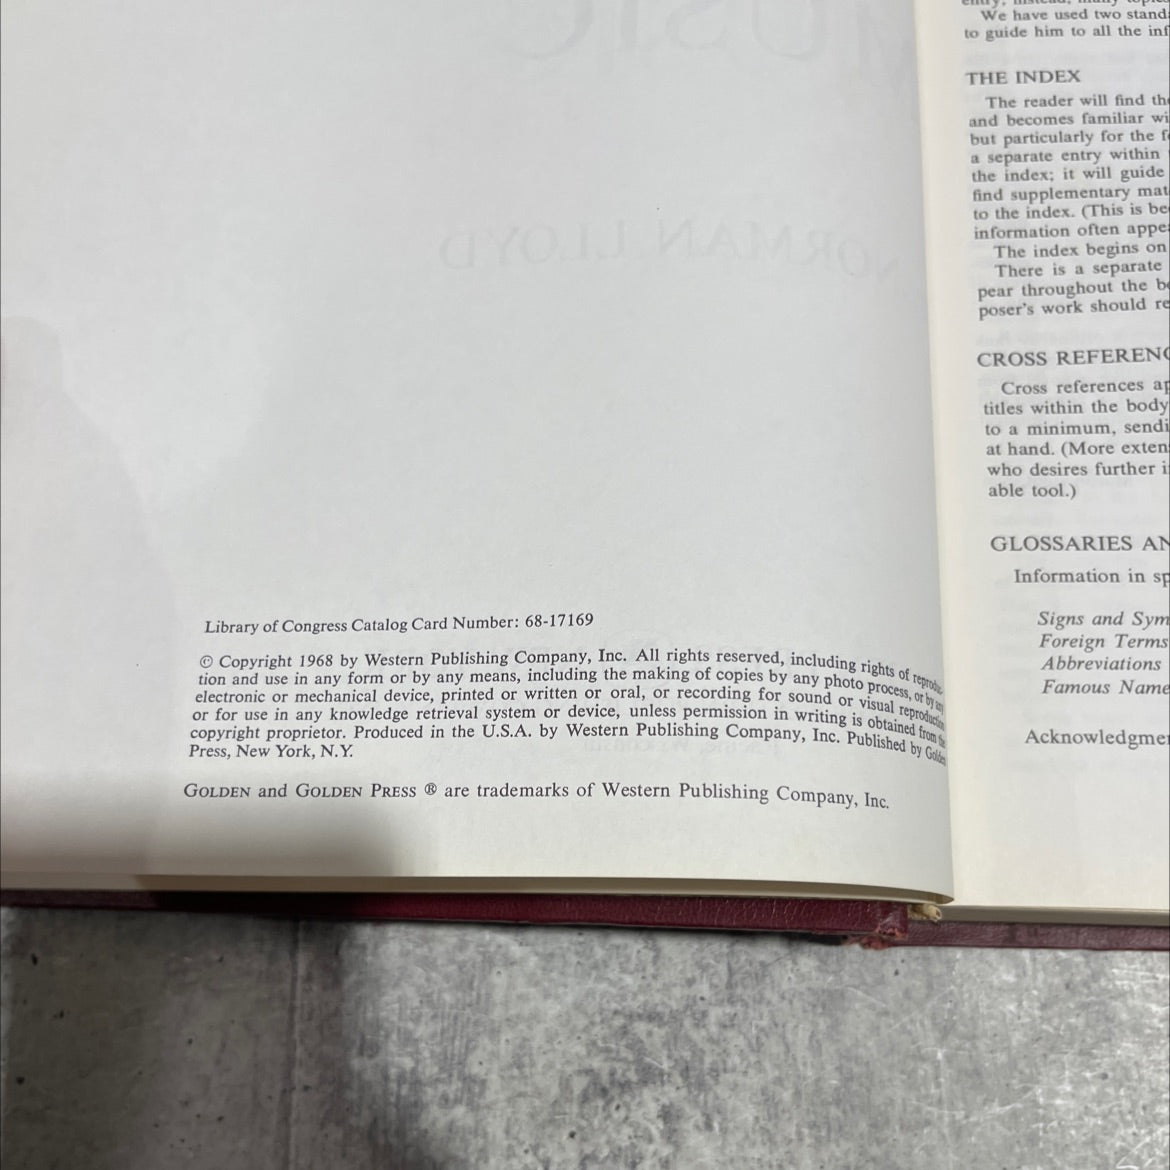 Library of Congress Catalog Card Number: 68-17169
© Copyright 1968 by Western Publishing Company, Inc. All rights reserved, including rights of reproduc-
tion and use in any form or by any means, including the making of copies by any photo process, or by any
electronic or mechanical device, printed or written or oral, or recording for sound or visual reproduction
or for use in any knowledge retrieval system or device, unless permission in writing is obtained from the
copyright proprietor. Produced in the U.S.A. by Western Publishing Company, Inc. Published by Golden
Press, New York, N.Y.
GOLDEN and GOLDEN PRESS ® are trademarks of Western Publishing Company, Inc.
We have used two stand
to guide him to all the inf
THE INDEX
The reader will find the
and becomes familiar wi
but particularly for the f
a separate entry within
the index; it will guide
find supplementary mat
to the index. (This is be
information often appe
The index begins on
There is a separate
pear throughout the b
poser's work should re
CROSS REFERENC
Cross references ap
titles within the body
to a minimum, sendi
at hand. (More exten
who desires further i
able tool.)
GLOSSARIES AN
Information in sp
Signs and Sym
Foreign Terms
Abbreviations
Famous Name
Acknowledgmen
MUSIC
NORMAN LLOYD